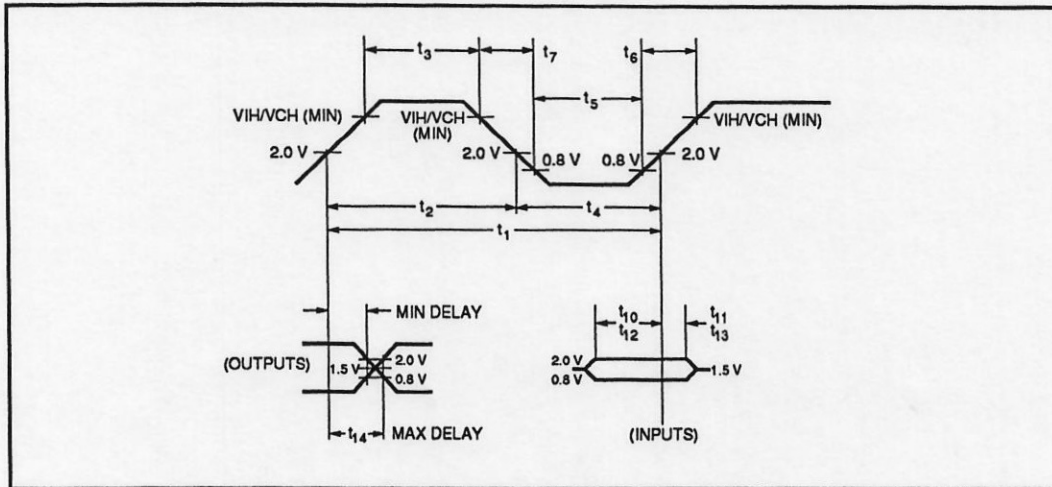 t3
t7
t6
t5
VIH/VCH (MIN)
VIH/VCH
(MIN)
VIH/VCH (MIN)
2.0 V
2.0 V
0.8 V
0.8 V
2.0 V
t2
t4
t1
MIN DELAY
t10
t12
t11
t13
(OUTPUTS)
2.0 V
1.5 V
0.8 V
2.0 V
0.8 V
1.5 V
t14
MAX DELAY
(INPUTS)